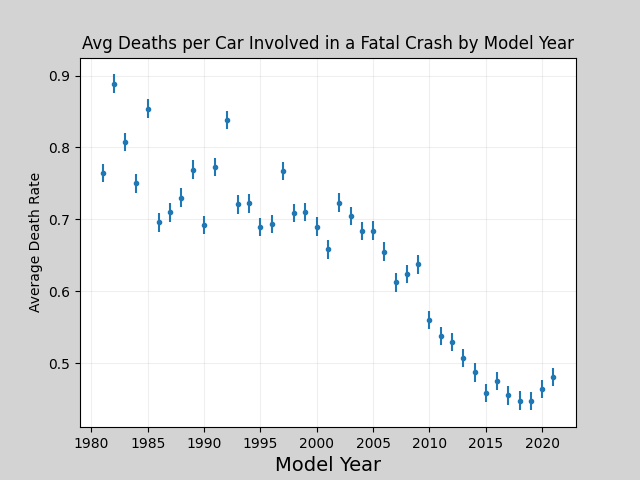 Avg Deaths per Car Involved in a Fatal Crash by Model Year
Average Death Rate
0.9
0.8
0.7
0.6
0.5
1980 1985 1990 1995 2000 2005 2010 2015 2020
Model Year